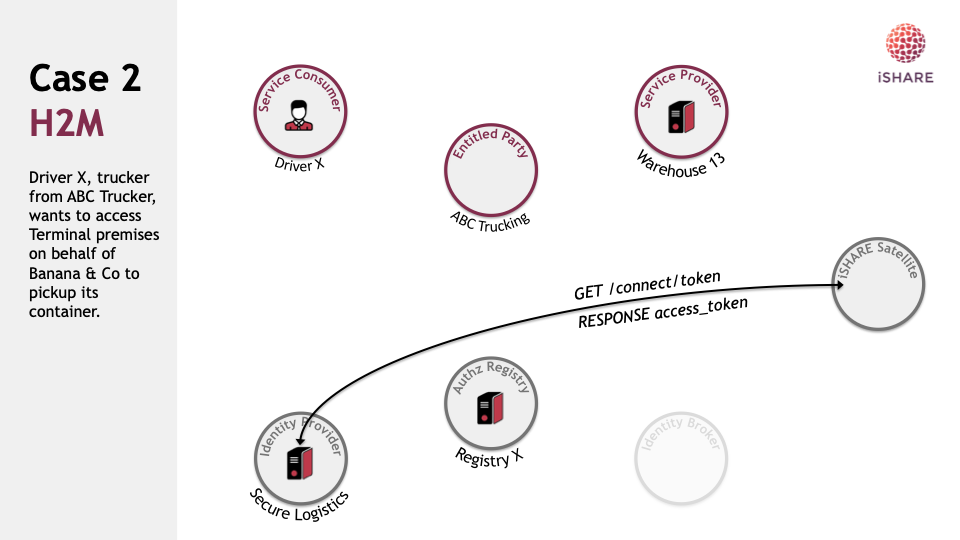 Case 2
H2M
Driver X, trucker
from ABC Trucker,
wants to access
Terminal premises
on behalf of
Banana & Co to
pickup its
container.
iSHARE
Service Consumer
Driver X
Entitled Party
ABC Trucking
Service Provider
Warehouse 13
iSHARE Satellite
GET /connect/token
RESPONSE access_token
Authz Registry
Registry X
Identity Provider
Secure Logistics
Identity Broker